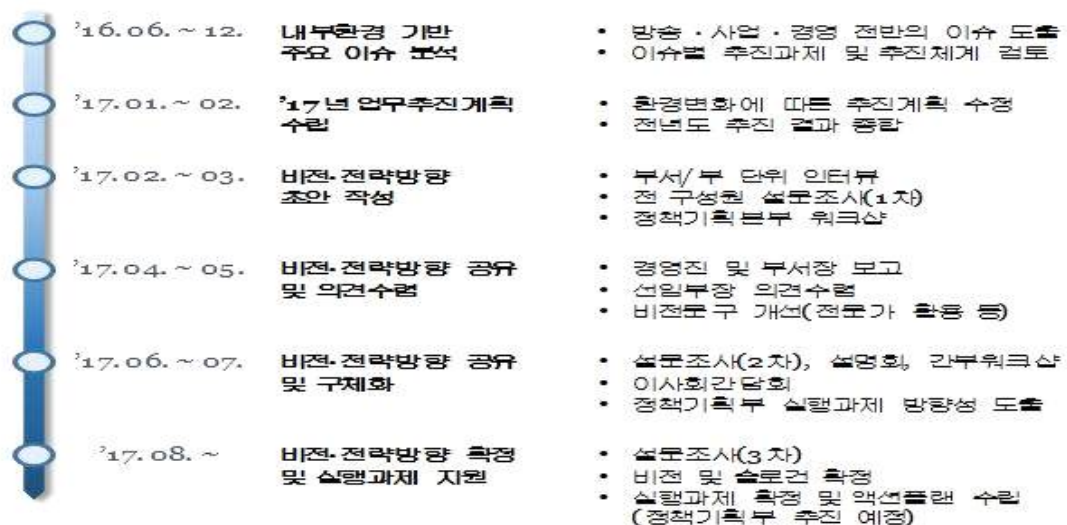 ’16.06.~ 12. 내부환경 기반 • 방송·사업·경영 전반의 이슈 도출
주요 이슈 분석 • 이슈별 추진과제 및 추진체계 검토
’17.01.~ 02. ’17년 업무추진계획 • 환경변화에 따른 추진계획 수정
수립 • 전년도 추진 결과 종합
’17.02.~ 03. 비전·전략방향 • 부서/부 단위 인터뷰
초안 작성 • 전 구성원 설문조사(1차)
• 정책기획본부 워크샵
’17.04.~ 05. 비전·전략방향 공유 • 경영진 및 부서장 보고
및 의견수렴 • 선임부장 의견수렴
• 비전문구 개선(전문가 활용 등)
’17.06.~ 07. 비전·전략방향 공유 • 설문조사(2차), 설명회, 간부워크샵
및 구체화 • 이사회간담회
• 정책기획부 실행과제 방향성 도출
’17.08.~ 비전·전략방향 확정 • 설문조사(3차)
및 실행과제 지원 • 비전 및 슬로건 확정
• 실행과제 확정 및 액션플랜 수립
(정책기획부 추진 예정)